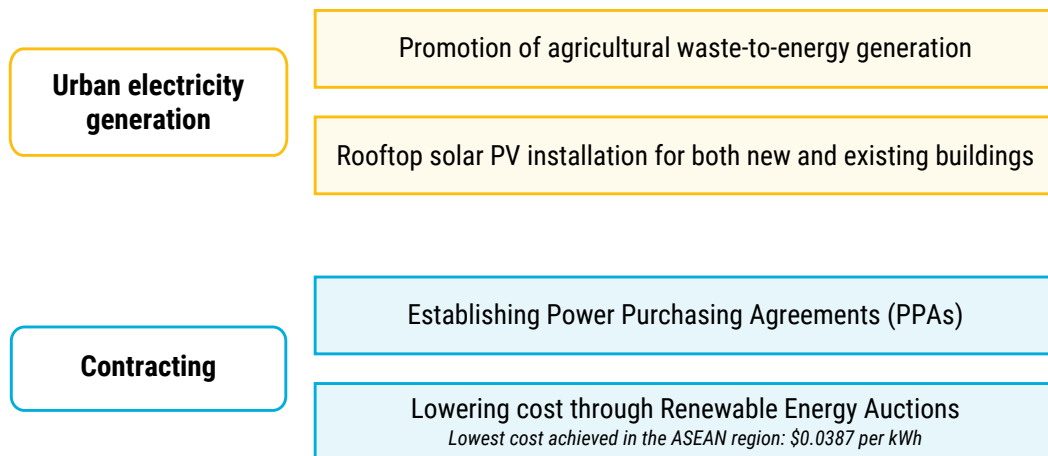 Urban electricity
generation
Promotion of agricultural waste-to-energy generation
Rooftop solar PV installation for both new and existing buildings
Contracting
Establishing Power Purchasing Agreements (PPAs)
Lowering cost through Renewable Energy Auctions
Lowest cost achieved in the ASEAN region: $0.0387 per kWh